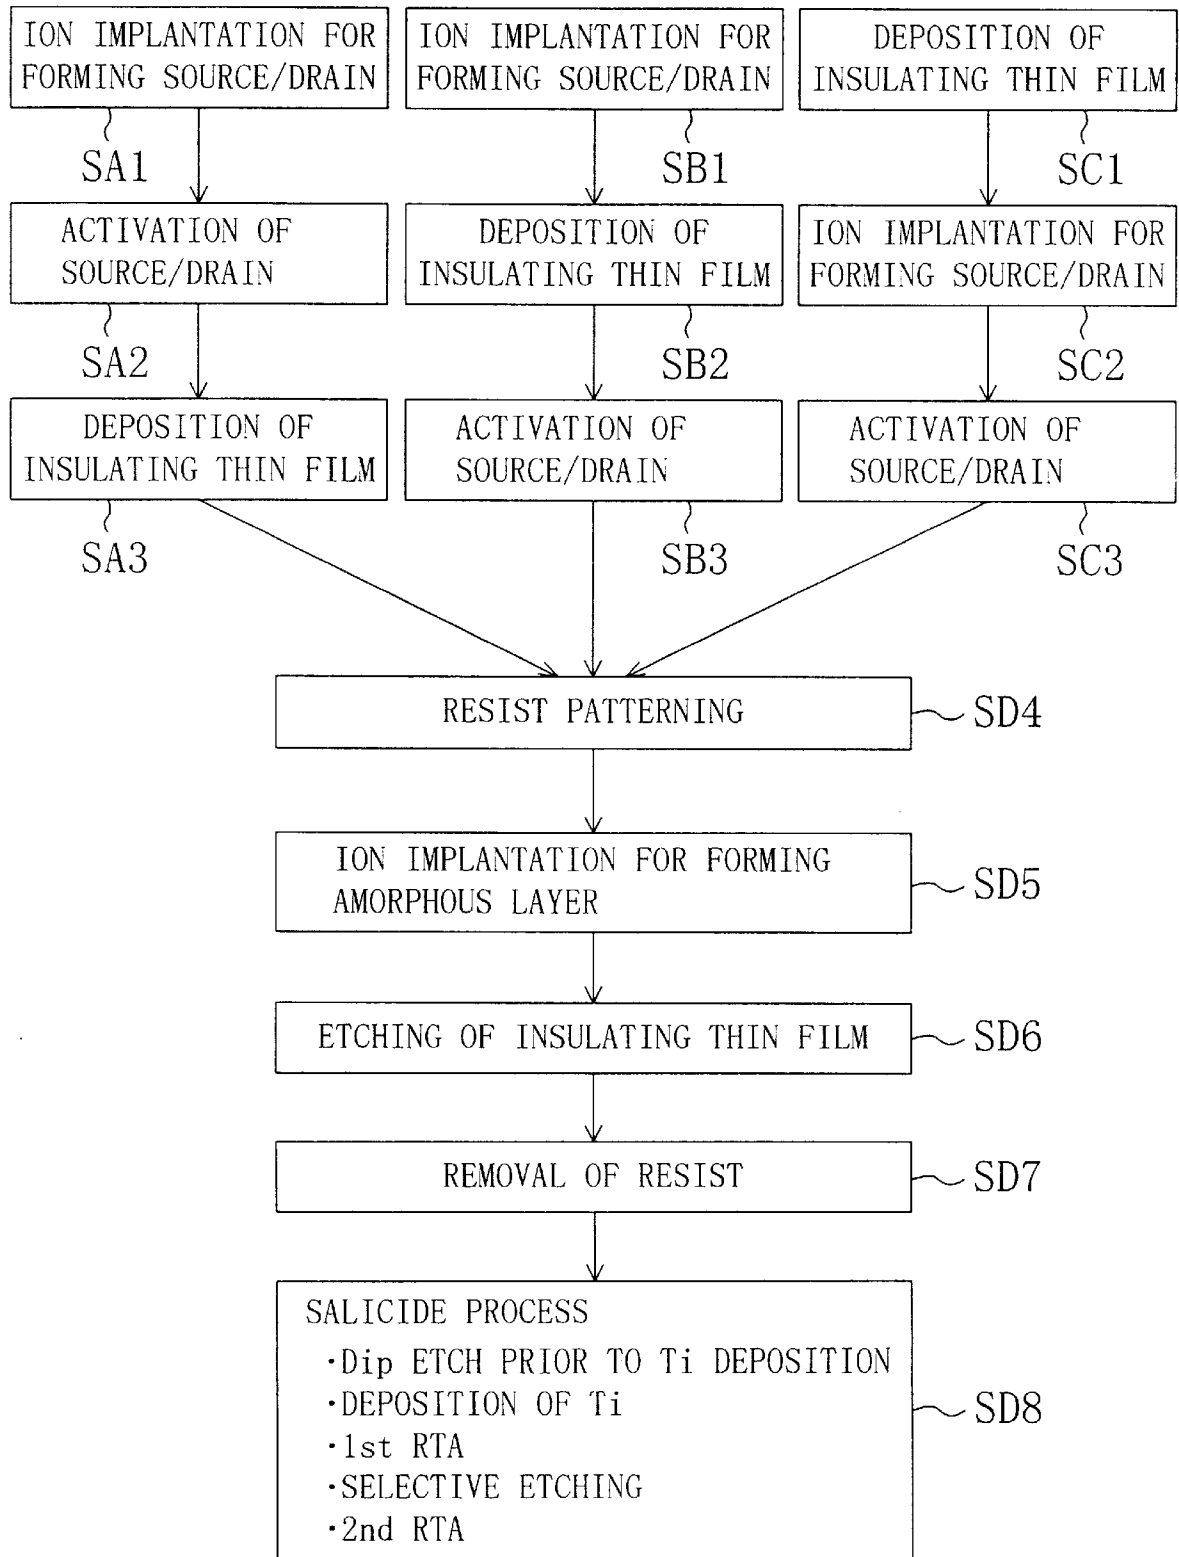 ION IMPLANTATION FOR
FORMING SOURCE/DRAIN
SA1
ION IMPLANTATION FOR
FORMING SOURCE/DRAIN
SB1
DEPOSITION OF
INSULATING THIN FILM
SC1
ACTIVATION OF
SOURCE/DRAIN
SA2
DEPOSITION OF
INSULATING THIN FILM
SB2
ION IMPLANTATION FOR
FORMING SOURCE/DRAIN
SC2
DEPOSITION OF
INSULATING THIN FILM
SA3
ACTIVATION OF
SOURCE/DRAIN
SB3
ACTIVATION OF
SOURCE/DRAIN
SC3
RESIST PATTERNING
SD4
ION IMPLANTATION FOR FORMING
AMORPHOUS LAYER
SD5
ETCHING OF INSULATING THIN FILM
SD6
REMOVAL OF RESIST
SD7
SALICIDE PROCESS
·Dip ETCH PRIOR TO Ti DEPOSITION
·DEPOSITION OF Ti
·1st RTA
·SELECTIVE ETCHING
·2nd RTA
SD8